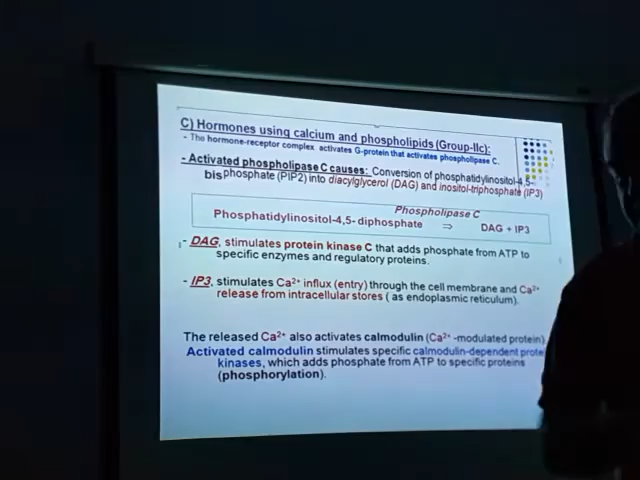 C) Hormones using calcium and phospholipids (Group-IIc):
- The hormone-receptor complex activates G-protein that activates phospholipase C.
- Activated phospholipase C causes: Conversion of phosphatidylinositol-4,5-
bisphosphate (PIP2) into diacylglycerol (DAG) and inositol-triphosphate (IP3)
Phospholipase C
Phosphatidylinositol-4,5- diphosphate ⇒ DAG + IP3
- DAG, stimulates protein kinase C that adds phosphate from ATP to
specific enzymes and regulatory proteins.
- IP3, stimulates Ca²⁺ influx (entry) through the cell membrane and Ca²⁺
release from intracellular stores ( as endoplasmic reticulum).
The released Ca²⁺ also activates calmodulin (Ca²⁺ -modulated protein)
Activated calmodulin stimulates specific calmodulin-dependent prote
kinases, which adds phosphate from ATP to specific proteins
(phosphorylation).